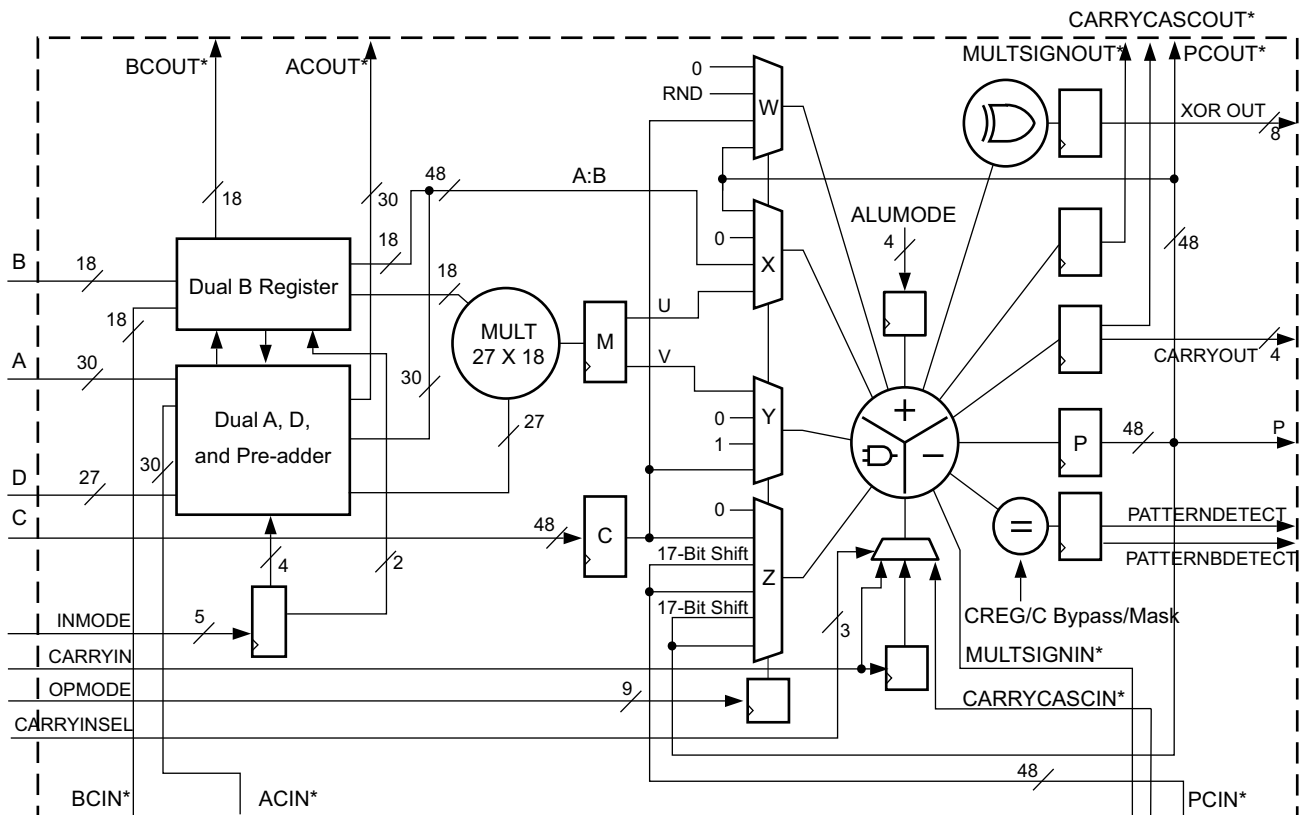 CARRYCASCOUT*
MULTSIGNOUT*
PCOUT*
BCOUT*
ACOUT*
0
RND
W
XOR OUT
8
18
30
48
A:B
ALUMODE
4
48
B
18
18
Dual B Register
18
0
X
18
MULT
27 X 18
M
U
V
CARRYOUT
4
A
30
30
Dual A, D,
and Pre-adder
27
0
1
Y
+
−
P
48
P
D
27
30
C
48
C
0
17-Bit Shift
17-Bit Shift
Z
=
PATTERNDETECT
PATTERNBDETECT
CREG/C Bypass/Mask
4
2
3
INMODE
5
CARRYIN
MULTSIGNIN*
OPMODE
9
CARRYCASCIN*
CARRYINSEL
48
BCIN*
ACIN*
PCIN*